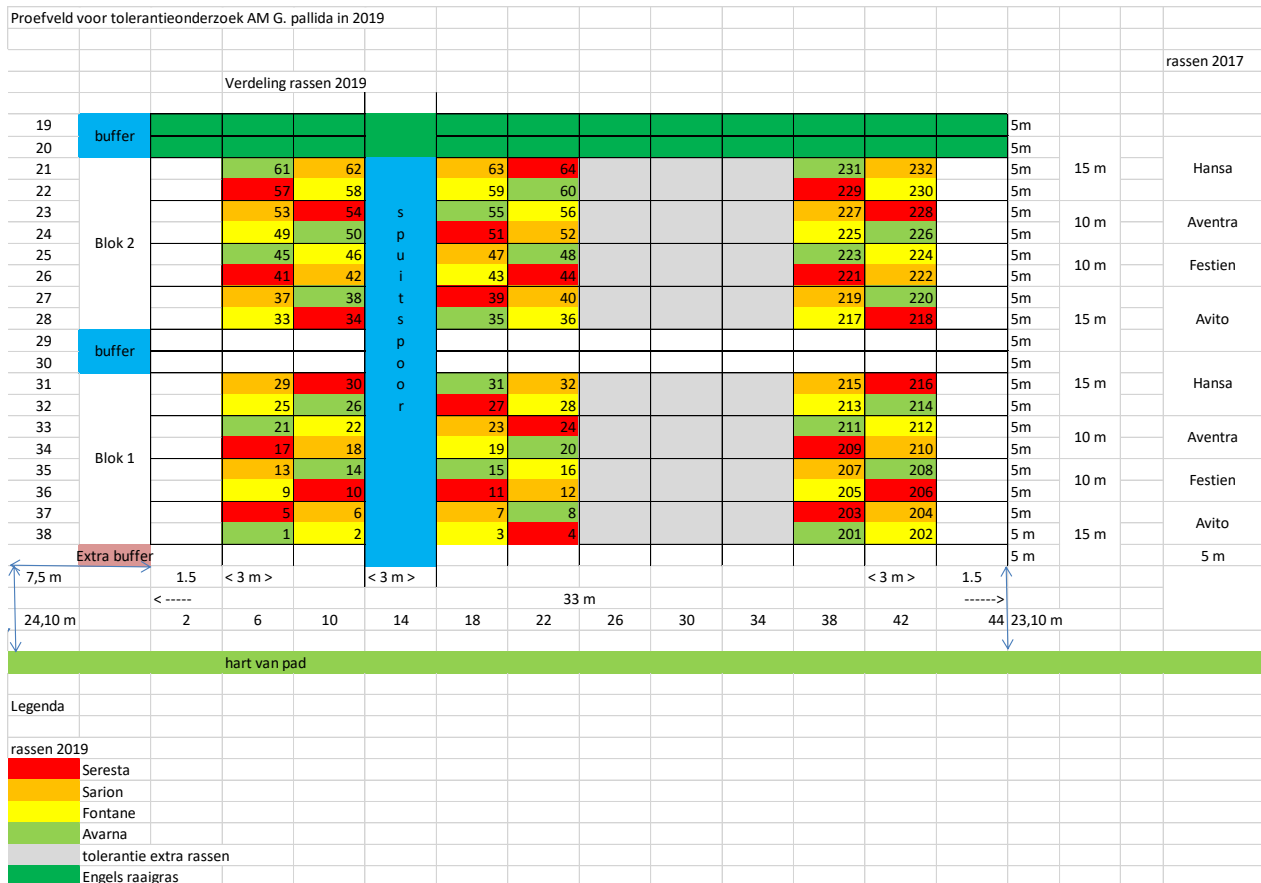 Proefveld voor tolerantieonderzoek AM G. pallida in 2019
rassen 2017
Verdeling rassen 2019
19 buffer 5m
20 5m
21 61 62 63 64 231 232 5m 15 m Hansa
22 57 58 59 60 229 230 5m
23 53 54 s 55 56 227 228 5m 10 m Aventra
24 Blok 2 49 50 p 51 52 225 226 5m
25 45 46 u 47 48 223 224 5m 10 m Festien
26 41 42 i 43 44 221 222 5m
27 37 38 t 39 40 219 220 5m 15 m Avito
28 33 34 s 35 36 217 218 5m
29 buffer p 5m
30 o 5m
31 29 30 o 31 32 215 216 5m 15 m Hansa
32 25 26 r 27 28 213 214 5m
33 21 22 23 24 211 212 5m 10 m Aventra
34 Blok 1 17 18 19 20 209 210 5m
35 13 14 15 16 207 208 5m 10 m Festien
36 9 10 11 12 205 206 5m
37 5 6 7 8 203 204 5m 15 m Avito
38 1 2 3 4 201 202 5 m
Extra buffer 5 m 5 m
7,5 m 1.5 < 3 m > < 3 m > < 3 m > 1.5
< ----- 33 m ------>
24,10 m 2 6 10 14 18 22 26 30 34 38 42 44 23,10 m
hart van pad
Legenda
rassen 2019
Seresta
Sarion
Fontane
Avarna
tolerantie extra rassen
Engels raaigras